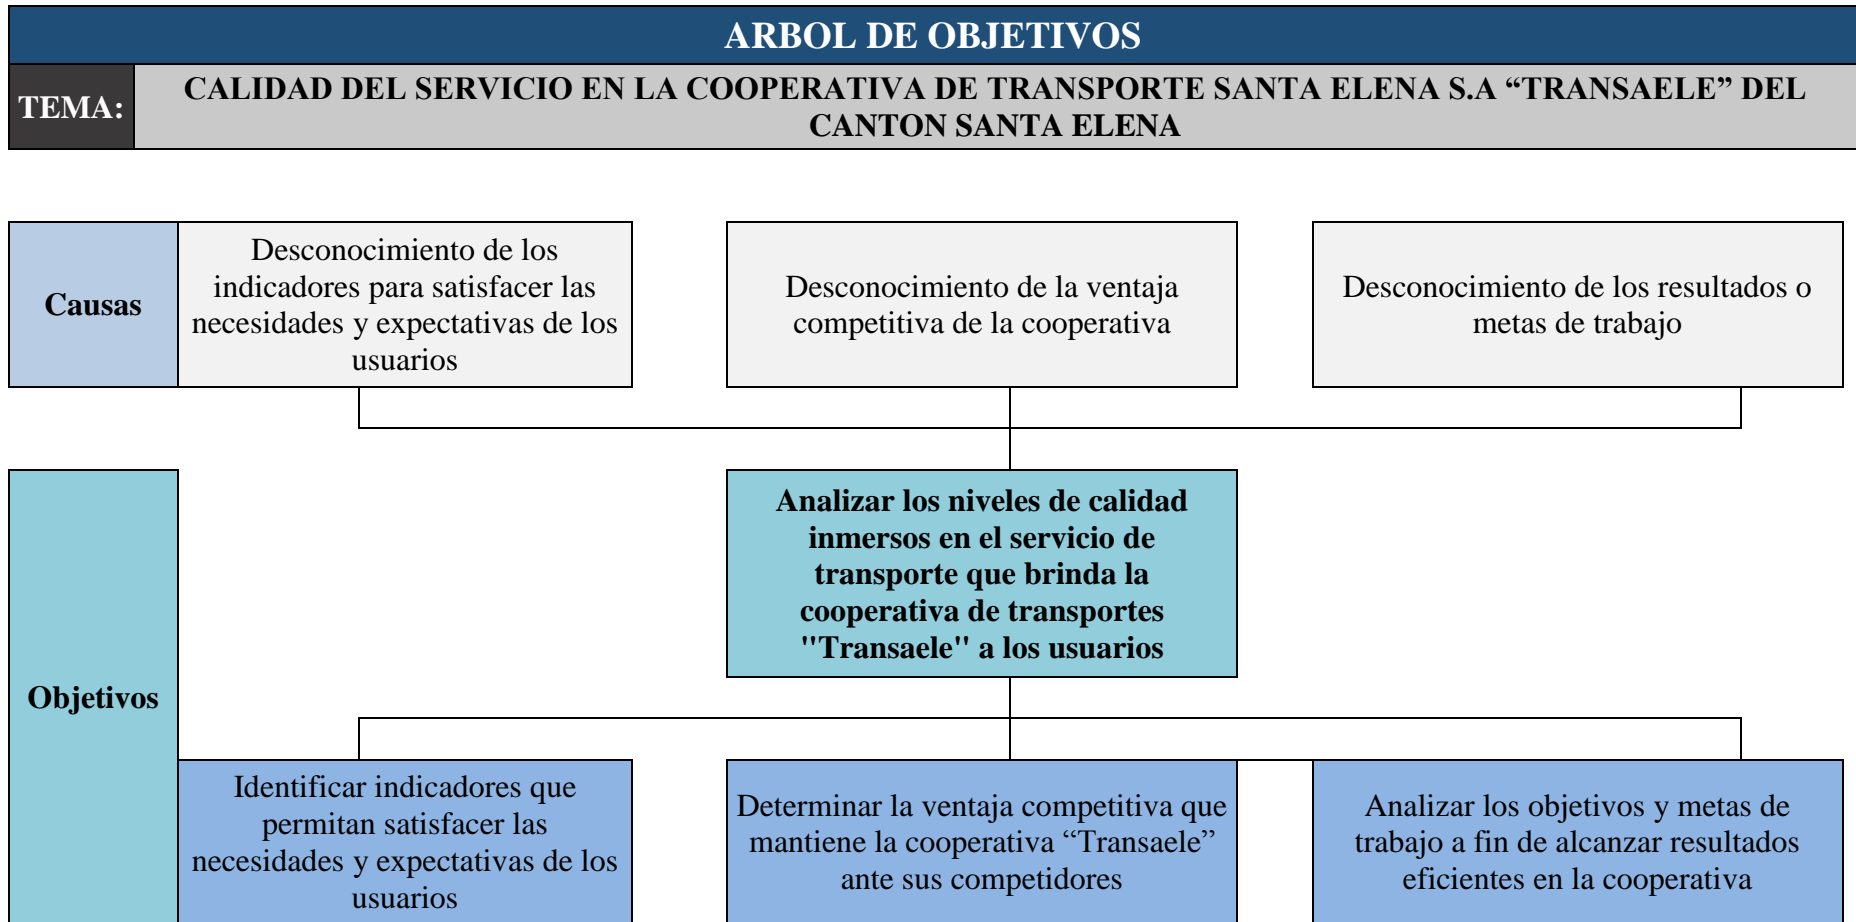 ARBOL DE OBJETIVOS
TEMA:
CALIDAD DEL SERVICIO EN LA COOPERATIVA DE TRANSPORTE SANTA ELENA S.A “TRANSAELE” DEL
CANTON SANTA ELENA
Causas
Desconocimiento de los
indicadores para satisfacer las
necesidades y expectativas de los
usuarios
Desconocimiento de la ventaja
competitiva de la cooperativa
Desconocimiento de los resultados o
metas de trabajo
Objetivos
Analizar los niveles de calidad
inmersos en el servicio de
transporte que brinda la
cooperativa de transportes
"Transaele" a los usuarios
Identificar indicadores que
permitan satisfacer las
necesidades y expectativas de los
usuarios
Determinar la ventaja competitiva que
mantiene la cooperativa “Transaele”
ante sus competidores
Analizar los objetivos y metas de
trabajo a fin de alcanzar resultados
eficientes en la cooperativa